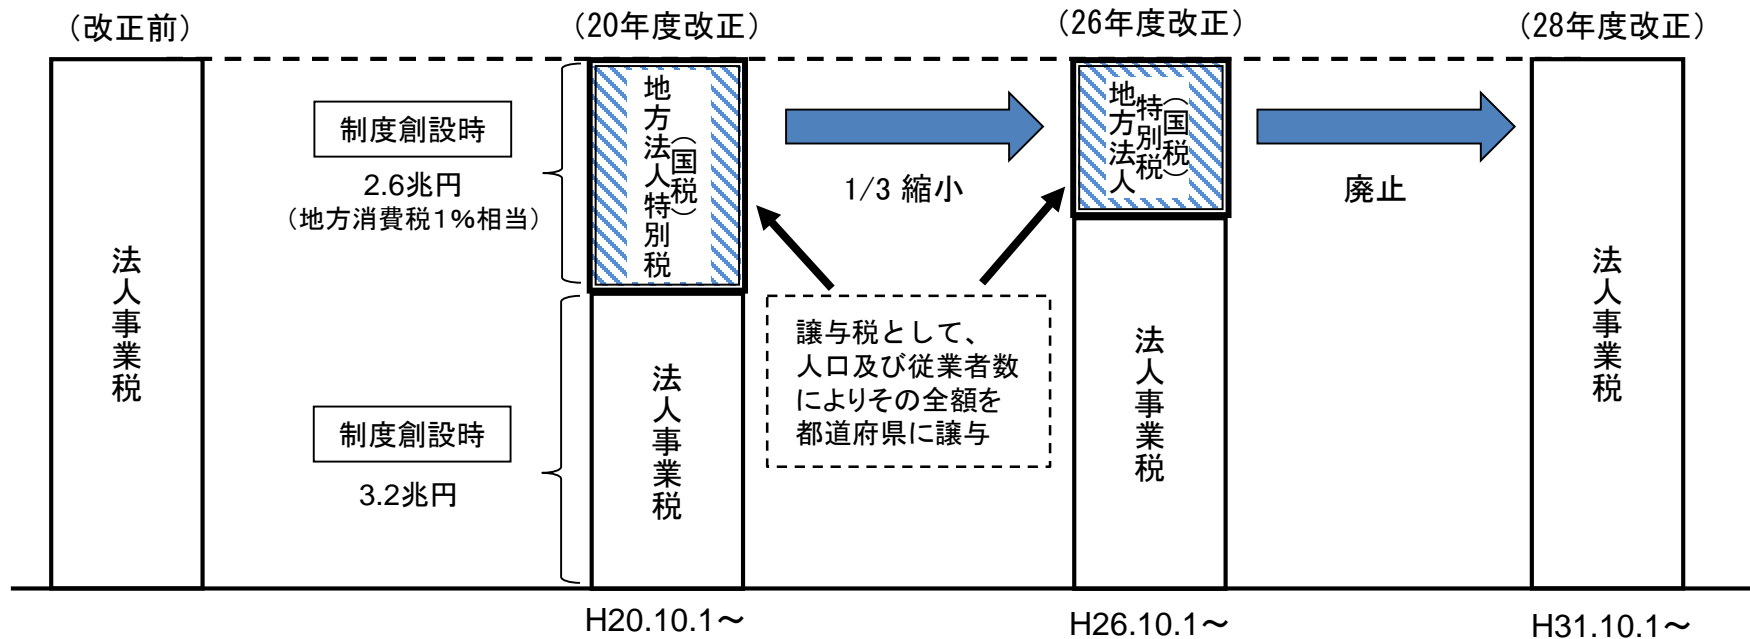 （改正前）
（20年度改正）
（26年度改正）
（28年度改正）
法人事業税
制度創設時
2.6兆円
（地方消費税1%相当）
制度創設時
3.2兆円
地方法人特別税
（国税）
法人事業税
H20.10.1～
1/3 縮小
譲与税として、
人口及び従業者数
によりその全額を
都道府県に譲与
地方法人
特別税
（国税）
法人事業税
H26.10.1～
廃止
法人事業税
H31.10.1～